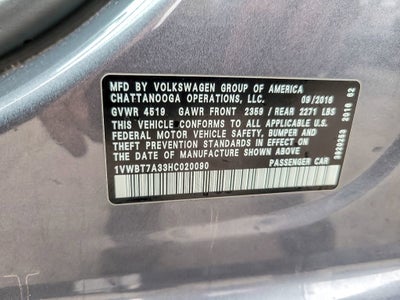 MFD BY VOLKSWAGEN GROUP OF AMERICA
CHATTANOOGA OPERATIONS, LLC. 09/2016
GVWR 4519 GAWR FRONT 2359 / REAR 2271 LBS
THIS VEHICLE CONFORMS TO ALL APPLICABLE U.S.
FEDERAL MOTOR VEHICLE SAFETY, BUMPER AND
THEFT PREVENTION STANDARDS IN EFFECT ON
THE DATE OF MANUFACTURE SHOWN ABOVE.
1VWBT7A33HC020090 PASSENGER CAR